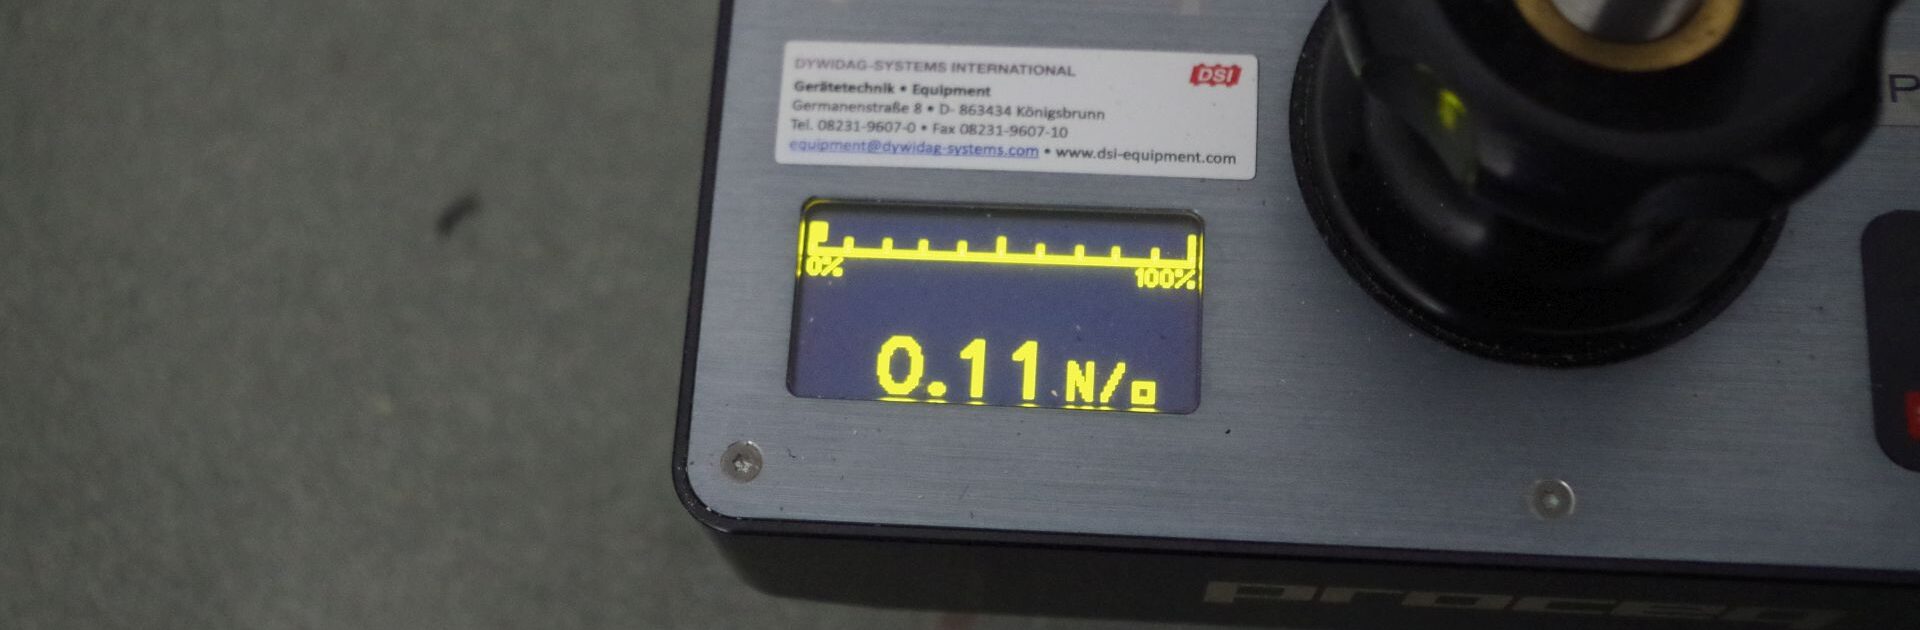 DYWIDAG-SYSTEMS INTERNATIONAL
DSI
Gerätetechnik • Equipment
Germanenstraße 8 • D- 863434 Königsbrunn
Tel. 08231-9607-0 • Fax 08231-9607-10
equipment@dywidag-systems.com • www.dsi-equipment.com
0% 100%
0.11 N/
proceq